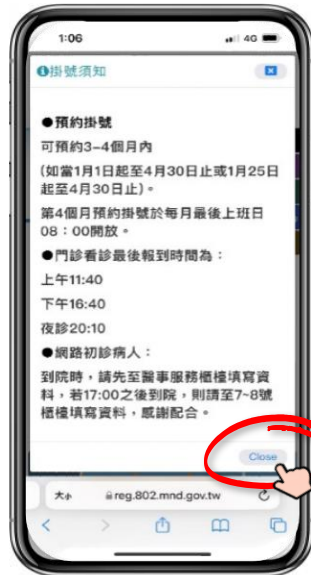 1:06
4G
掛號須知
●預約掛號
可預約3–4個月內
(如當1月1日起至4月30日止或1月25日
起至4月30日止)。
第4個月預約掛號於每月最後上班日
08：00開放。
●門診看診最後報到時間為：
上午11:40
下午16:40
夜診20:10
●網路初診病人：
到院時，請先至醫事服務櫃檯填寫資
料，若17:00之後到院，則請至7~8號
櫃檯填寫資料，感謝配合。
Close
大小 reg.802.mnd.gov.tw